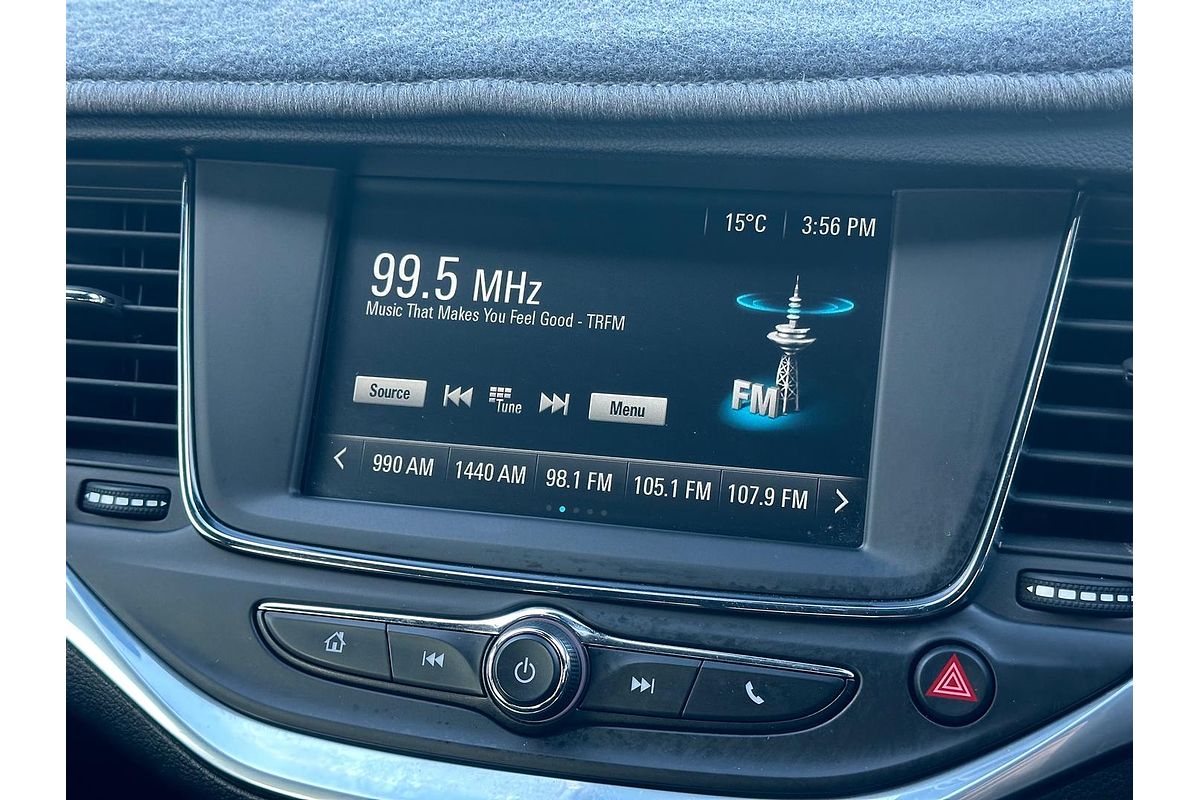 15°C 3:56 PM
99.5 MHz
Music That Makes You Feel Good - TRFM
FM
Source Tune Menu
990 AM 1440 AM 98.1 FM 105.1 FM 107.9 FM